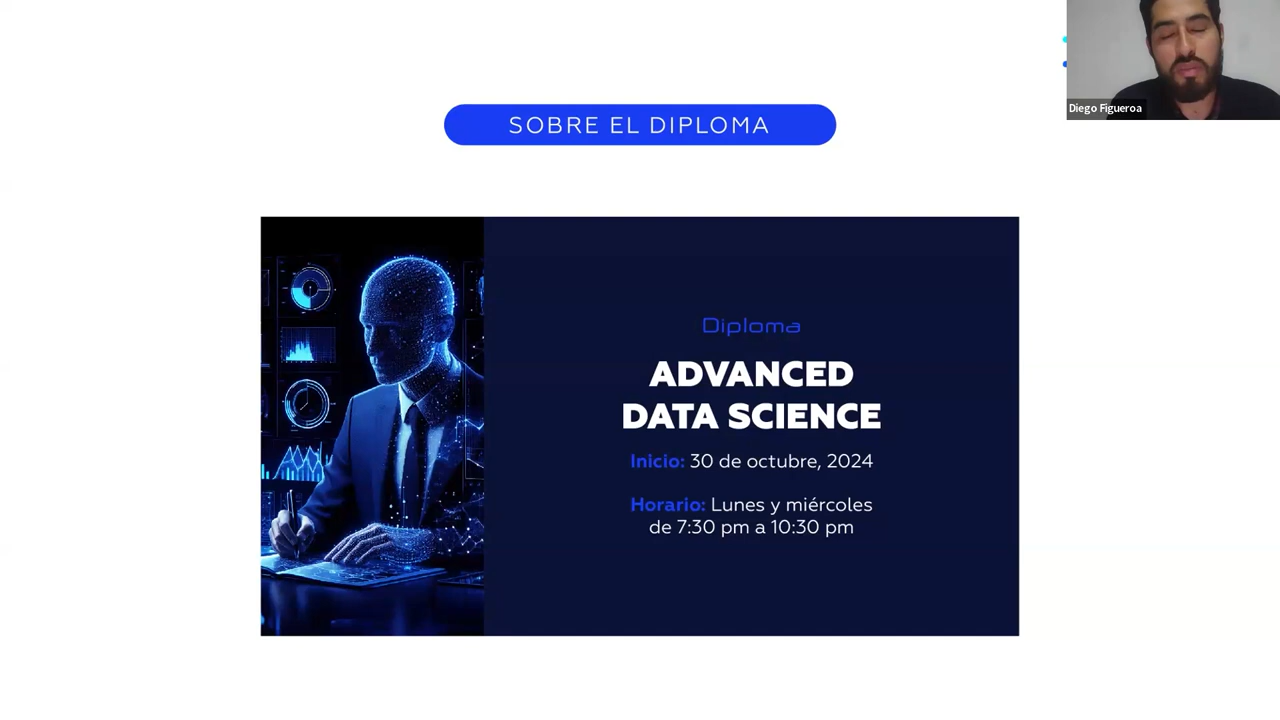 SOBRE EL DIPLOMA
Diego Figueroa
Diploma
ADVANCED
DATA SCIENCE
Inicio: 30 de octubre, 2024
Horario: Lunes y miércoles
de 7:30 pm a 10:30 pm